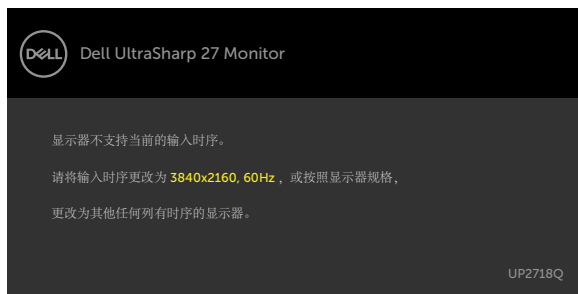 DELL
Dell UltraSharp 27 Monitor
显示器不支持当前的输入时序。
请将输入时序更改为 3840x2160, 60Hz ，或按照显示器规格，
更改为其他任何列有时序的显示器。
UP2718Q